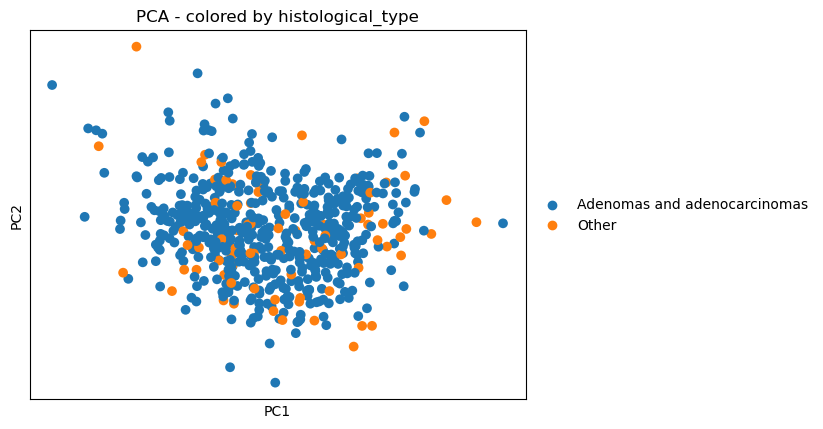 PCA - colored by histological_type
PC2
Adenomas and adenocarcinomas
Other
PC1